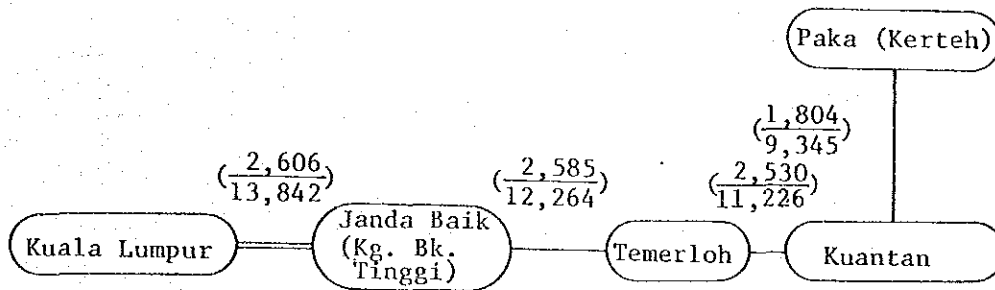 Paka (Kerteh)
(1,804
9,345)
(2,606
13,842)
(2,585
12,264)
(2,530
11,226)
Kuala Lumpur
Janda Baik
(Kg. Bk.
Tinggi)
Temerloh
Kuantan